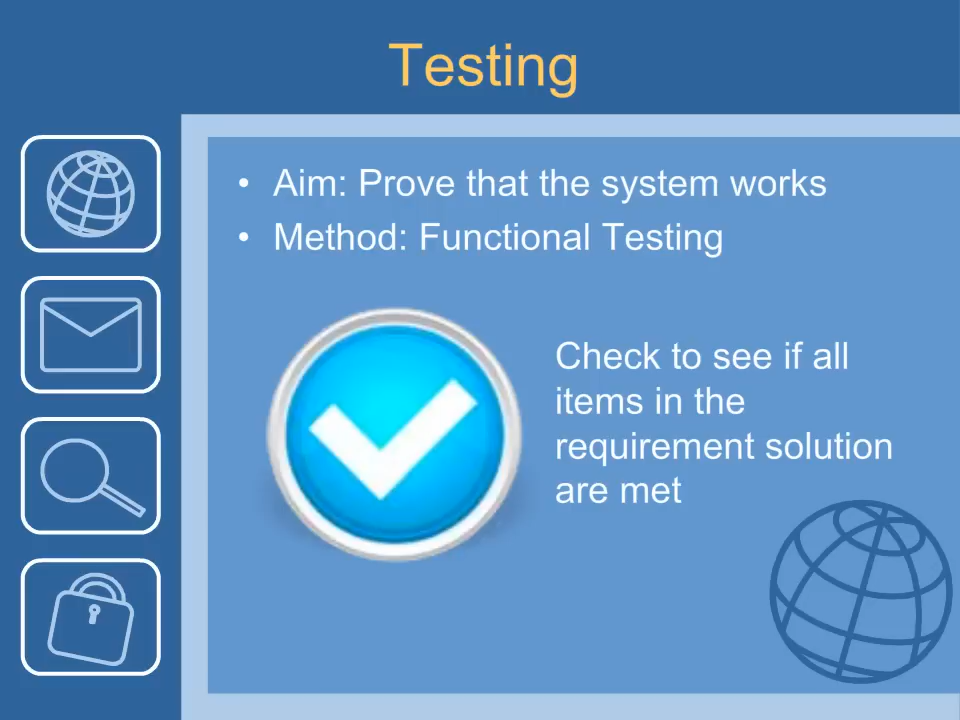 Testing
• Aim: Prove that the system works
• Method: Functional Testing
Check to see if all
items in the
requirement solution
are met